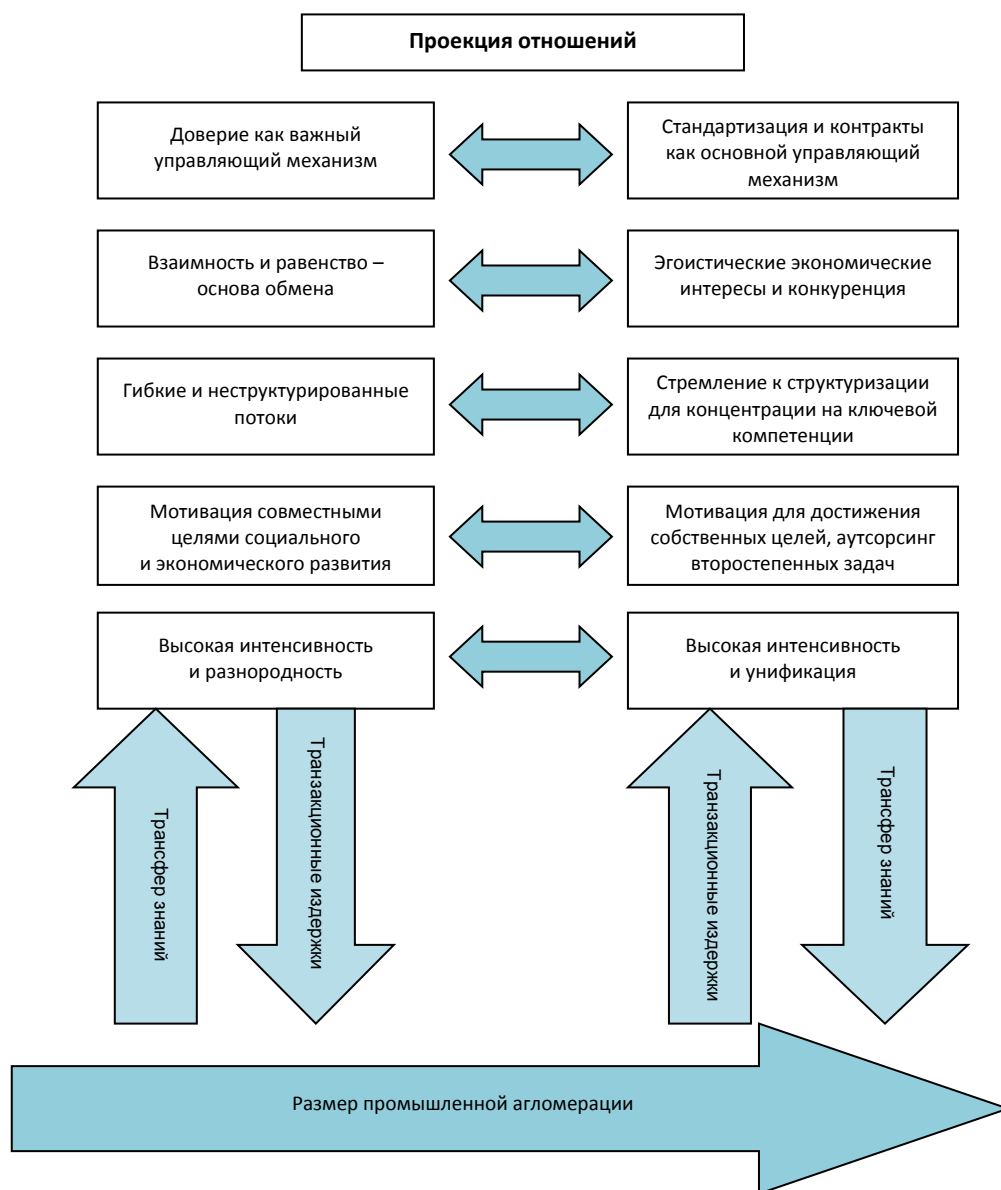 Проекция отношений
Доверие как важный
управляющий механизм
Стандартизация и контракты
как основной управляющий
механизм
Взаимность и равенство –
основа обмена
Эгоистические экономические
интересы и конкуренция
Гибкие и неструктурированные
потоки
Стремление к структуризации
для концентрации на ключевой
компетенции
Мотивация совместными
целями социального
и экономического развития
Мотивация для достижения
собственных целей, аутсорсинг
второстепенных задач
Высокая интенсивность
и разнородность
Высокая интенсивность
и унификация
Трансфер знаний
Транзакционные издержки
Транзакционные издержки
Трансфер знаний
Размер промышленной агломерации